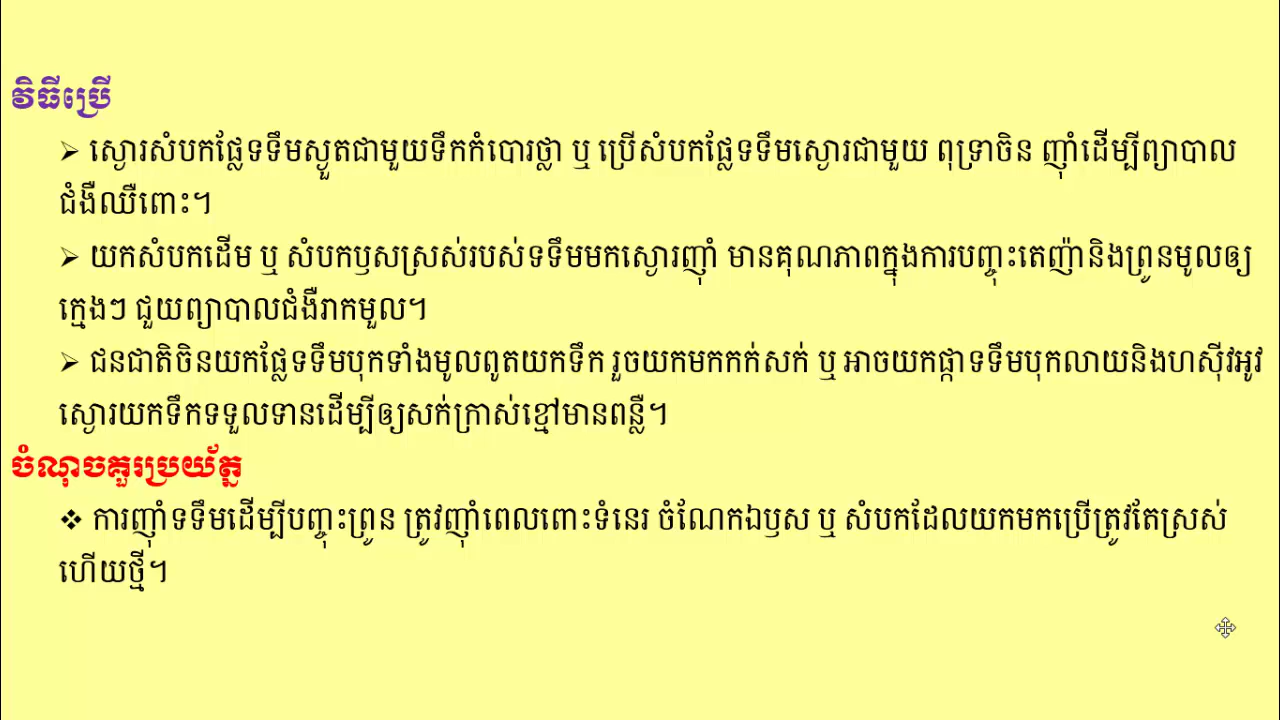 វិធីប្រើ
ស្ងោរសំបកផ្លែទទឹមស្ងួតជាមួយទឹកកំបោរថ្លា ឬ ប្រើសំបកផ្លែទទឹមស្ងោរជាមួយ ពុទ្រាចិន ញ៉ាំដើម្បីព្យាបាល
ជំងឺឈឺពោះ។
យកសំបកដើម ឬ សំបកឫសស្រស់របស់ទទឹមមកស្ងោរញ៉ាំ មានគុណភាពក្នុងការបញ្ចុះតេញ៉ានិងព្រូនមូលឲ្យ
ក្មេងៗ ជួយព្យាបាលជំងឺរាកមួល។
ជនជាតិចិនយកផ្លែទទឹមបុកទាំងមូលពូតយកទឹក រួចយកមកកក់សក់ ឬ អាចយកផ្កាទទឹមបុកលាយនិងហស៊ីវអូវ
ស្ងោរយកទឹកទទួលទានដើម្បីឲ្យសក់ក្រាស់ខ្មៅមានពន្លឺ។
ចំណុចគួរប្រយ័ត្ន
ការញ៉ាំទទឹមដើម្បីបញ្ចុះព្រូន ត្រូវញ៉ាំពេលពោះទំនេរ ចំណែកឯឫស ឬ សំបកដែលយកមកប្រើត្រូវតែស្រស់
ហើយថ្មី។